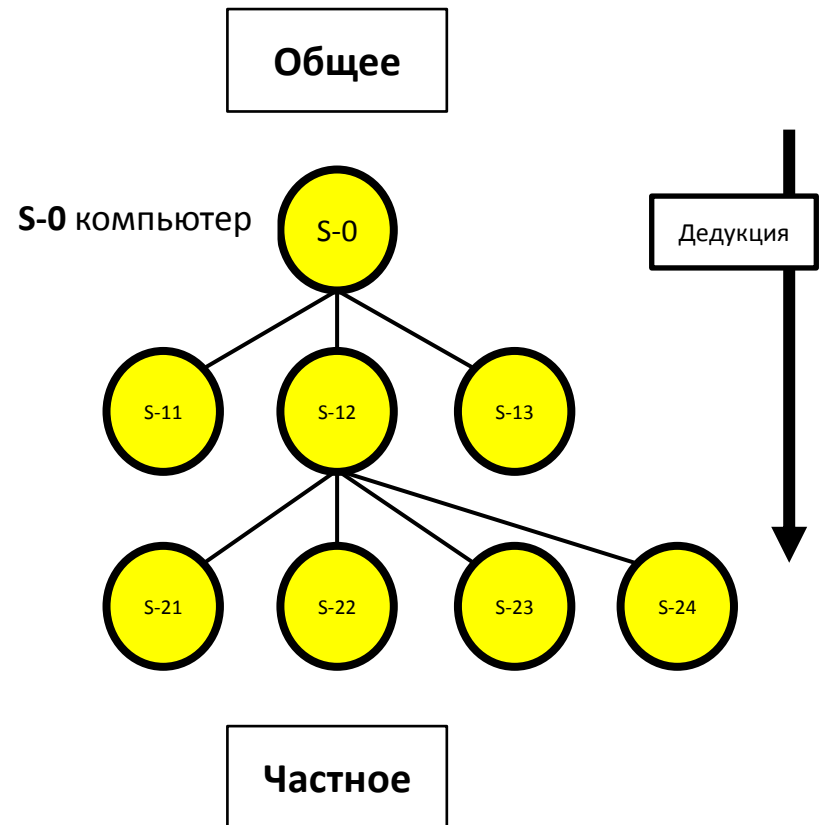 Общее
S-0 компьютер
S-0
Дедукция
S-11
S-12
S-13
S-21
S-22
S-23
S-24
Частное